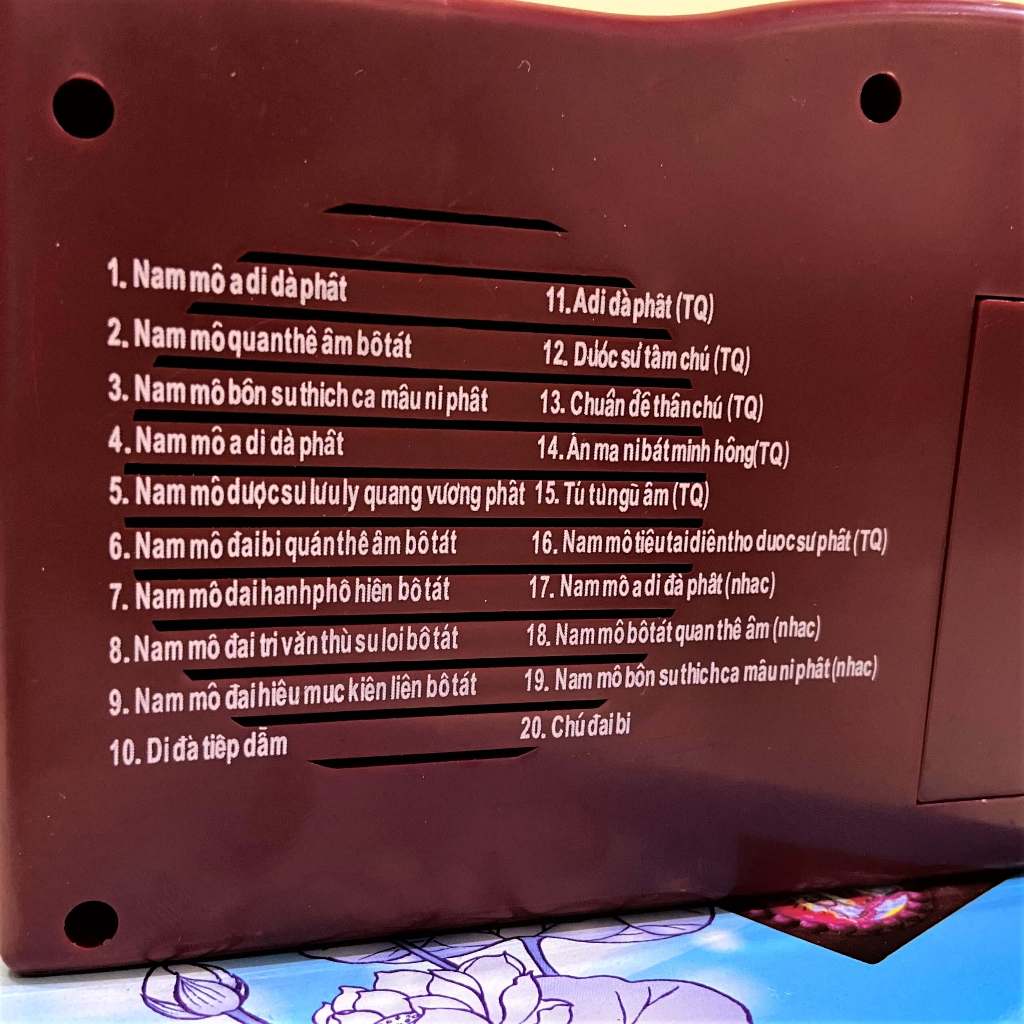 1. Nam mô a di dà phât
2. Nam mô quan thê âm bô tát
3. Nam mô bôn su thich ca mâu ni phât
4. Nam mô a di dà phât
5. Nam mô dược su lưu ly quang vương phât
6. Nam mô đai bi quán thê âm bô tát
7. Nam mô dai hanh phô hiên bô tát
8. Nam mô đai tri văn thù su loi bô tát
9. Nam mô đai hiêu muc kiên liên bô tát
10. Di đà tiêp dẫm
11. Adi đà phât (TQ)
12. Dước sư tâm chú (TQ)
13. Chuẩn đê thân chú (TQ)
14. Án ma ni bát minh hông (TQ)
15. Tú tùn gũ âm (TQ)
16. Nam mô tiêu tai diên tho duoc sư phât (TQ)
17. Nam mô a di đà phât (nhac)
18. Nam mô bô tát quan thê âm (nhac)
19. Nam mô bôn su thich ca mâu ni phât (nhac)
20. Chú đai bi